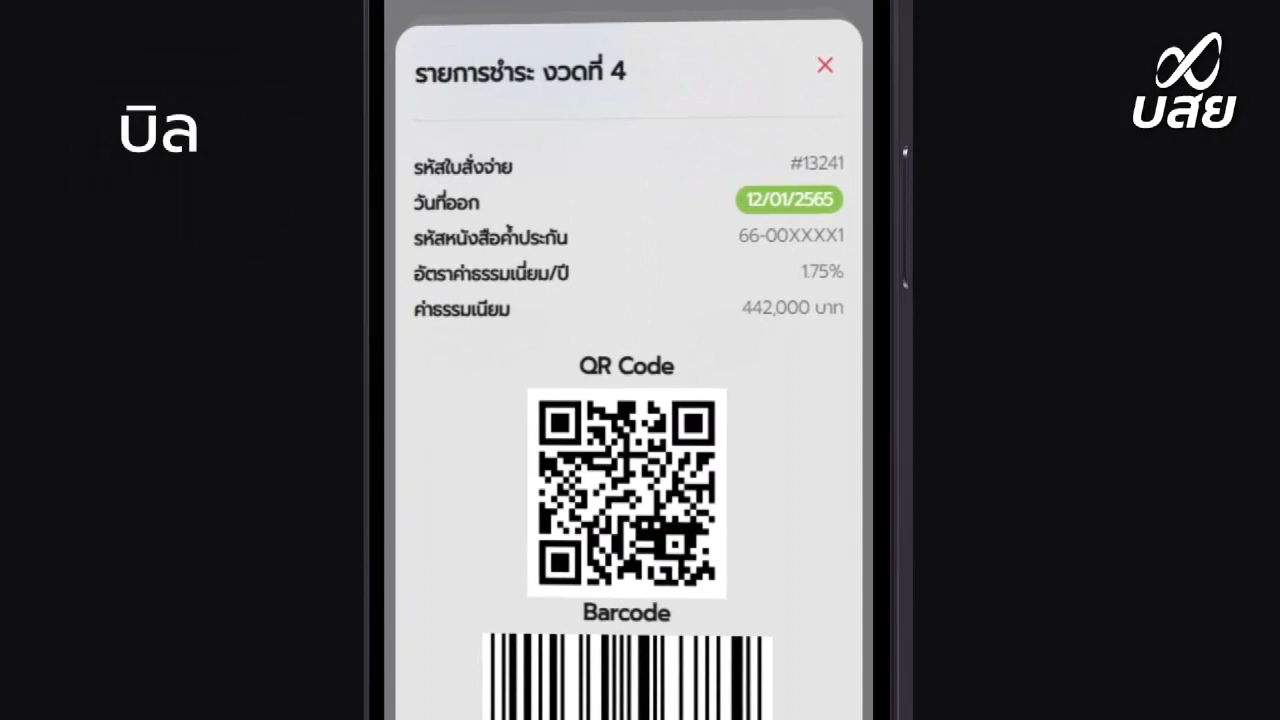 บิล
บสย
รายการชำระ งวดที่ 4
รหัสใบสั่งจ่าย #13241
วันที่ออก 12/01/2565
รหัสหนังสือค้ำประกัน 66-00XXXX1
อัตราค่าธรรมเนี่ยม/ปี 1.75%
ค่าธรรมเนียม 442,000 บาท
QR Code
Barcode